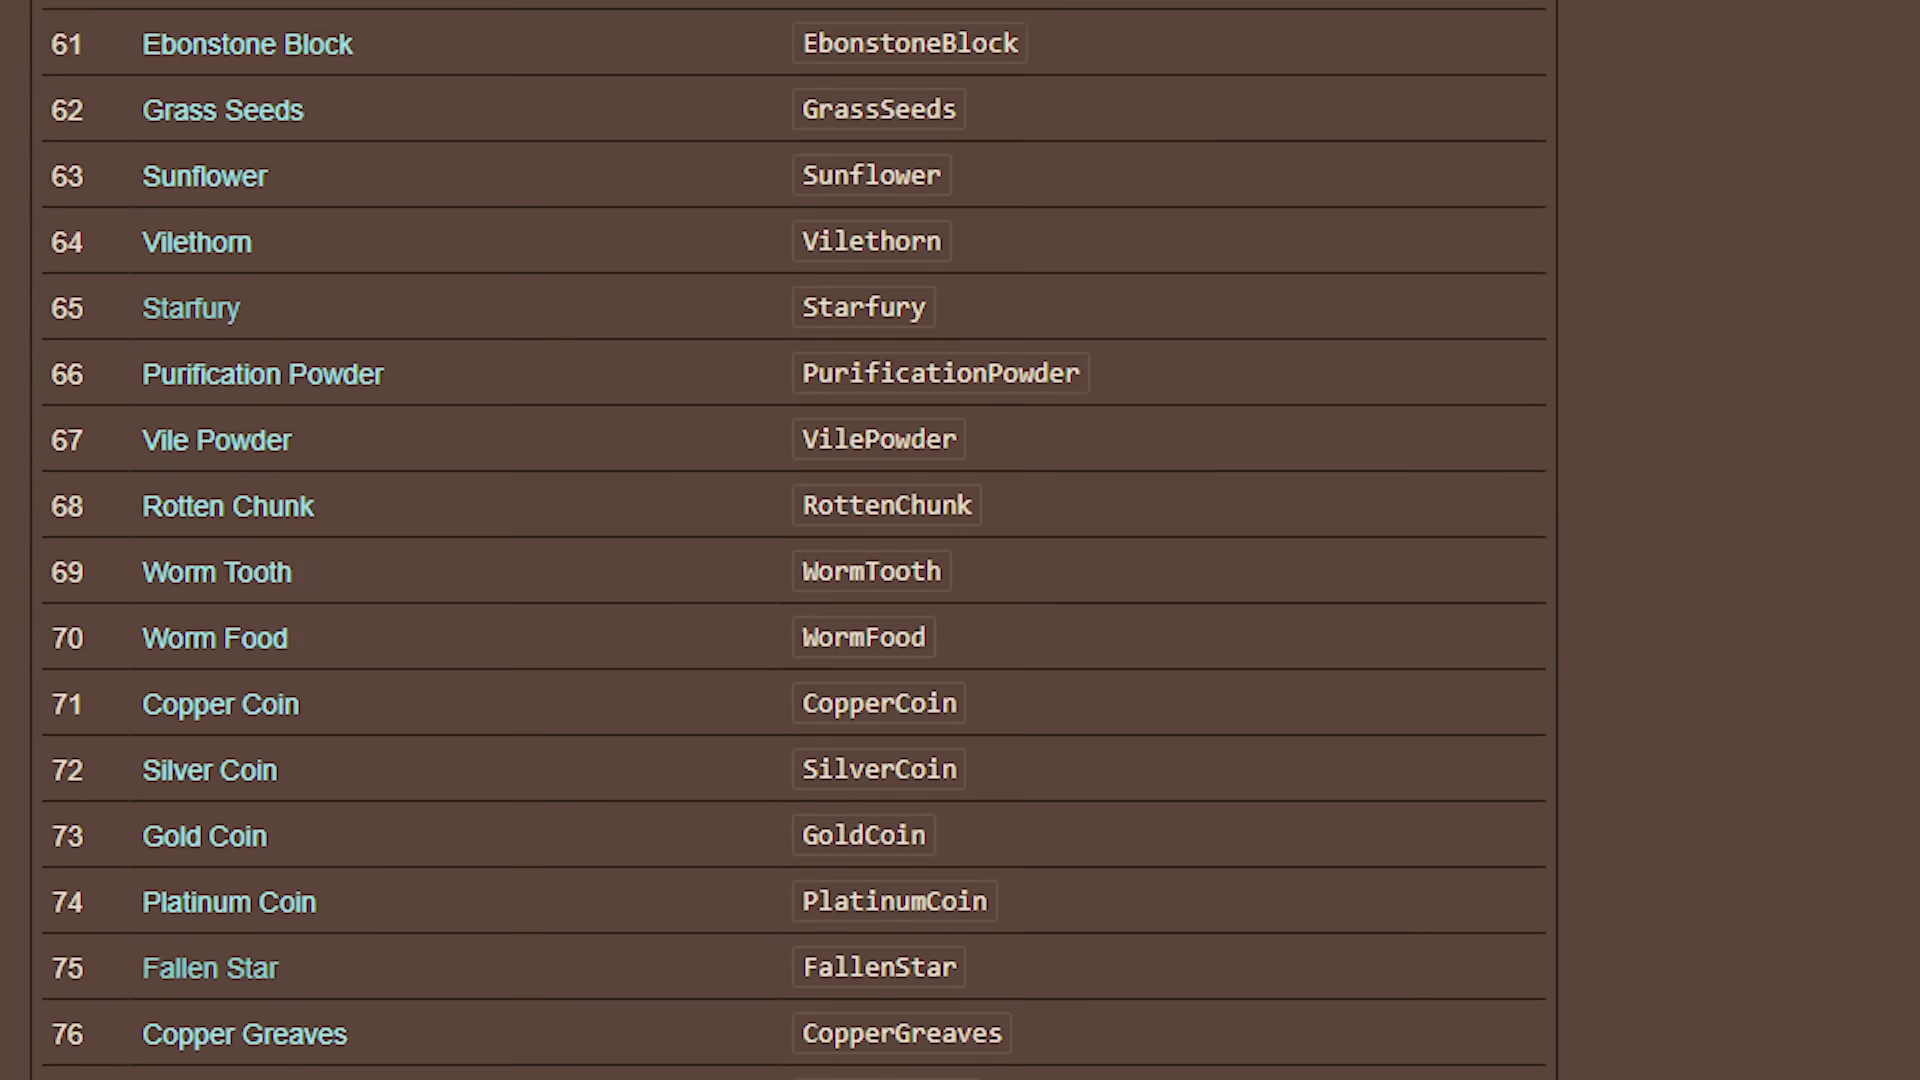 61 Ebonstone Block EbonstoneBlock
62 Grass Seeds GrassSeeds
63 Sunflower Sunflower
64 Vilethorn Vilethorn
65 Starfury Starfury
66 Purification Powder PurificationPowder
67 Vile Powder VilePowder
68 Rotten Chunk RottenChunk
69 Worm Tooth WormTooth
70 Worm Food WormFood
71 Copper Coin CopperCoin
72 Silver Coin SilverCoin
73 Gold Coin GoldCoin
74 Platinum Coin PlatinumCoin
75 Fallen Star FallenStar
76 Copper Greaves CopperGreaves